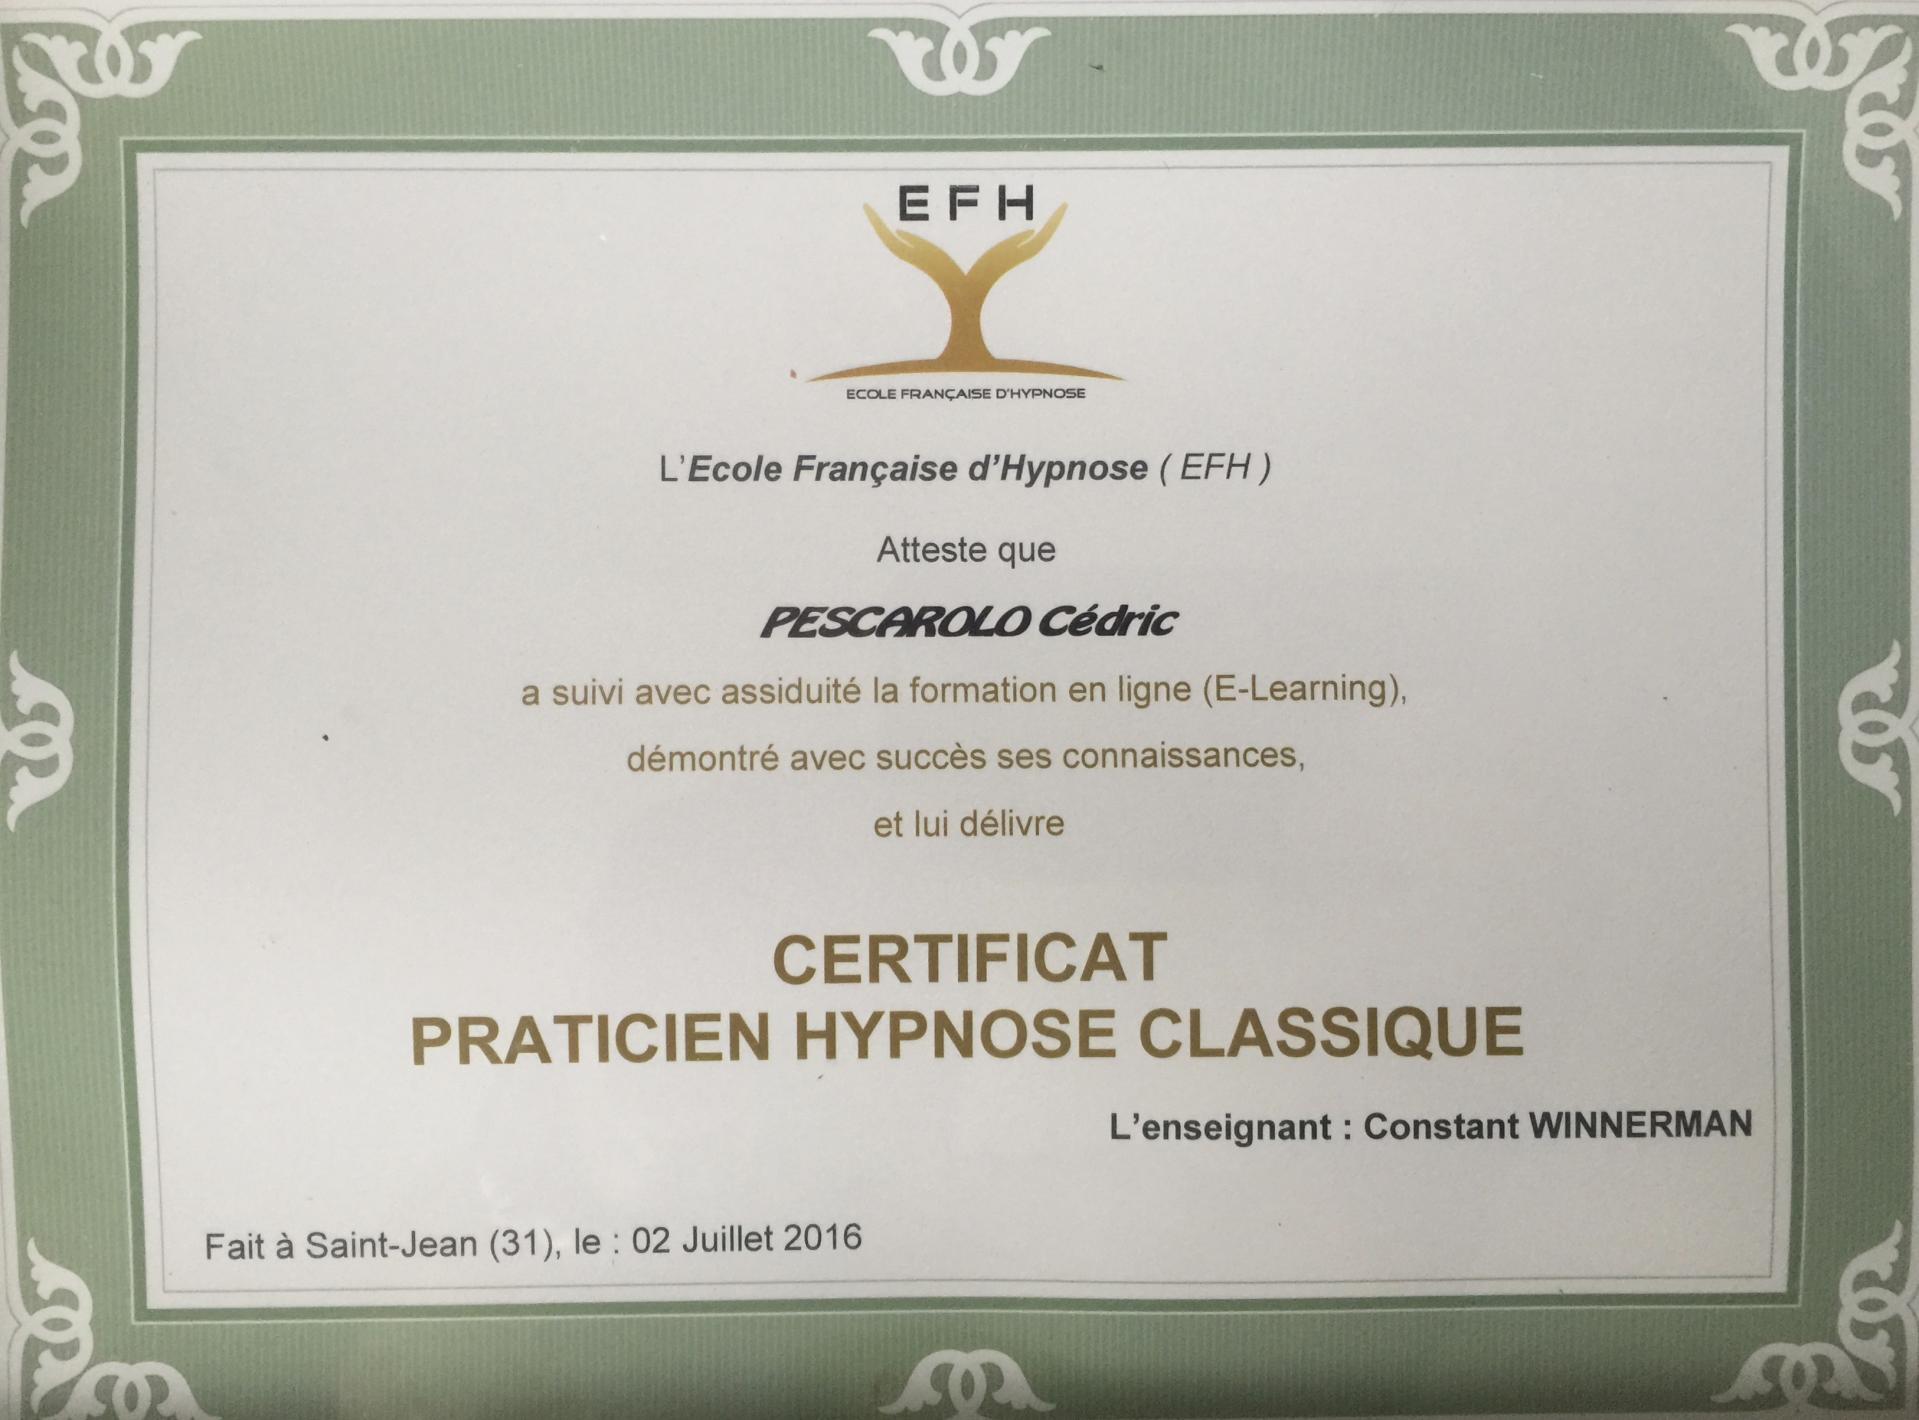 EFH
ECOLE FRANÇAISE D'HYPNOSE
L'Ecole Française d'Hypnose ( EFH )
Atteste que
PESCAROLO Cédric
a suivi avec assiduité la formation en ligne (E-Learning),
démontré avec succès ses connaissances,
et lui délivre
CERTIFICAT
PRATICIEN HYPNOSE CLASSIQUE
L'enseignant : Constant WINNERMAN
Fait à Saint-Jean (31), le : 02 Juillet 2016